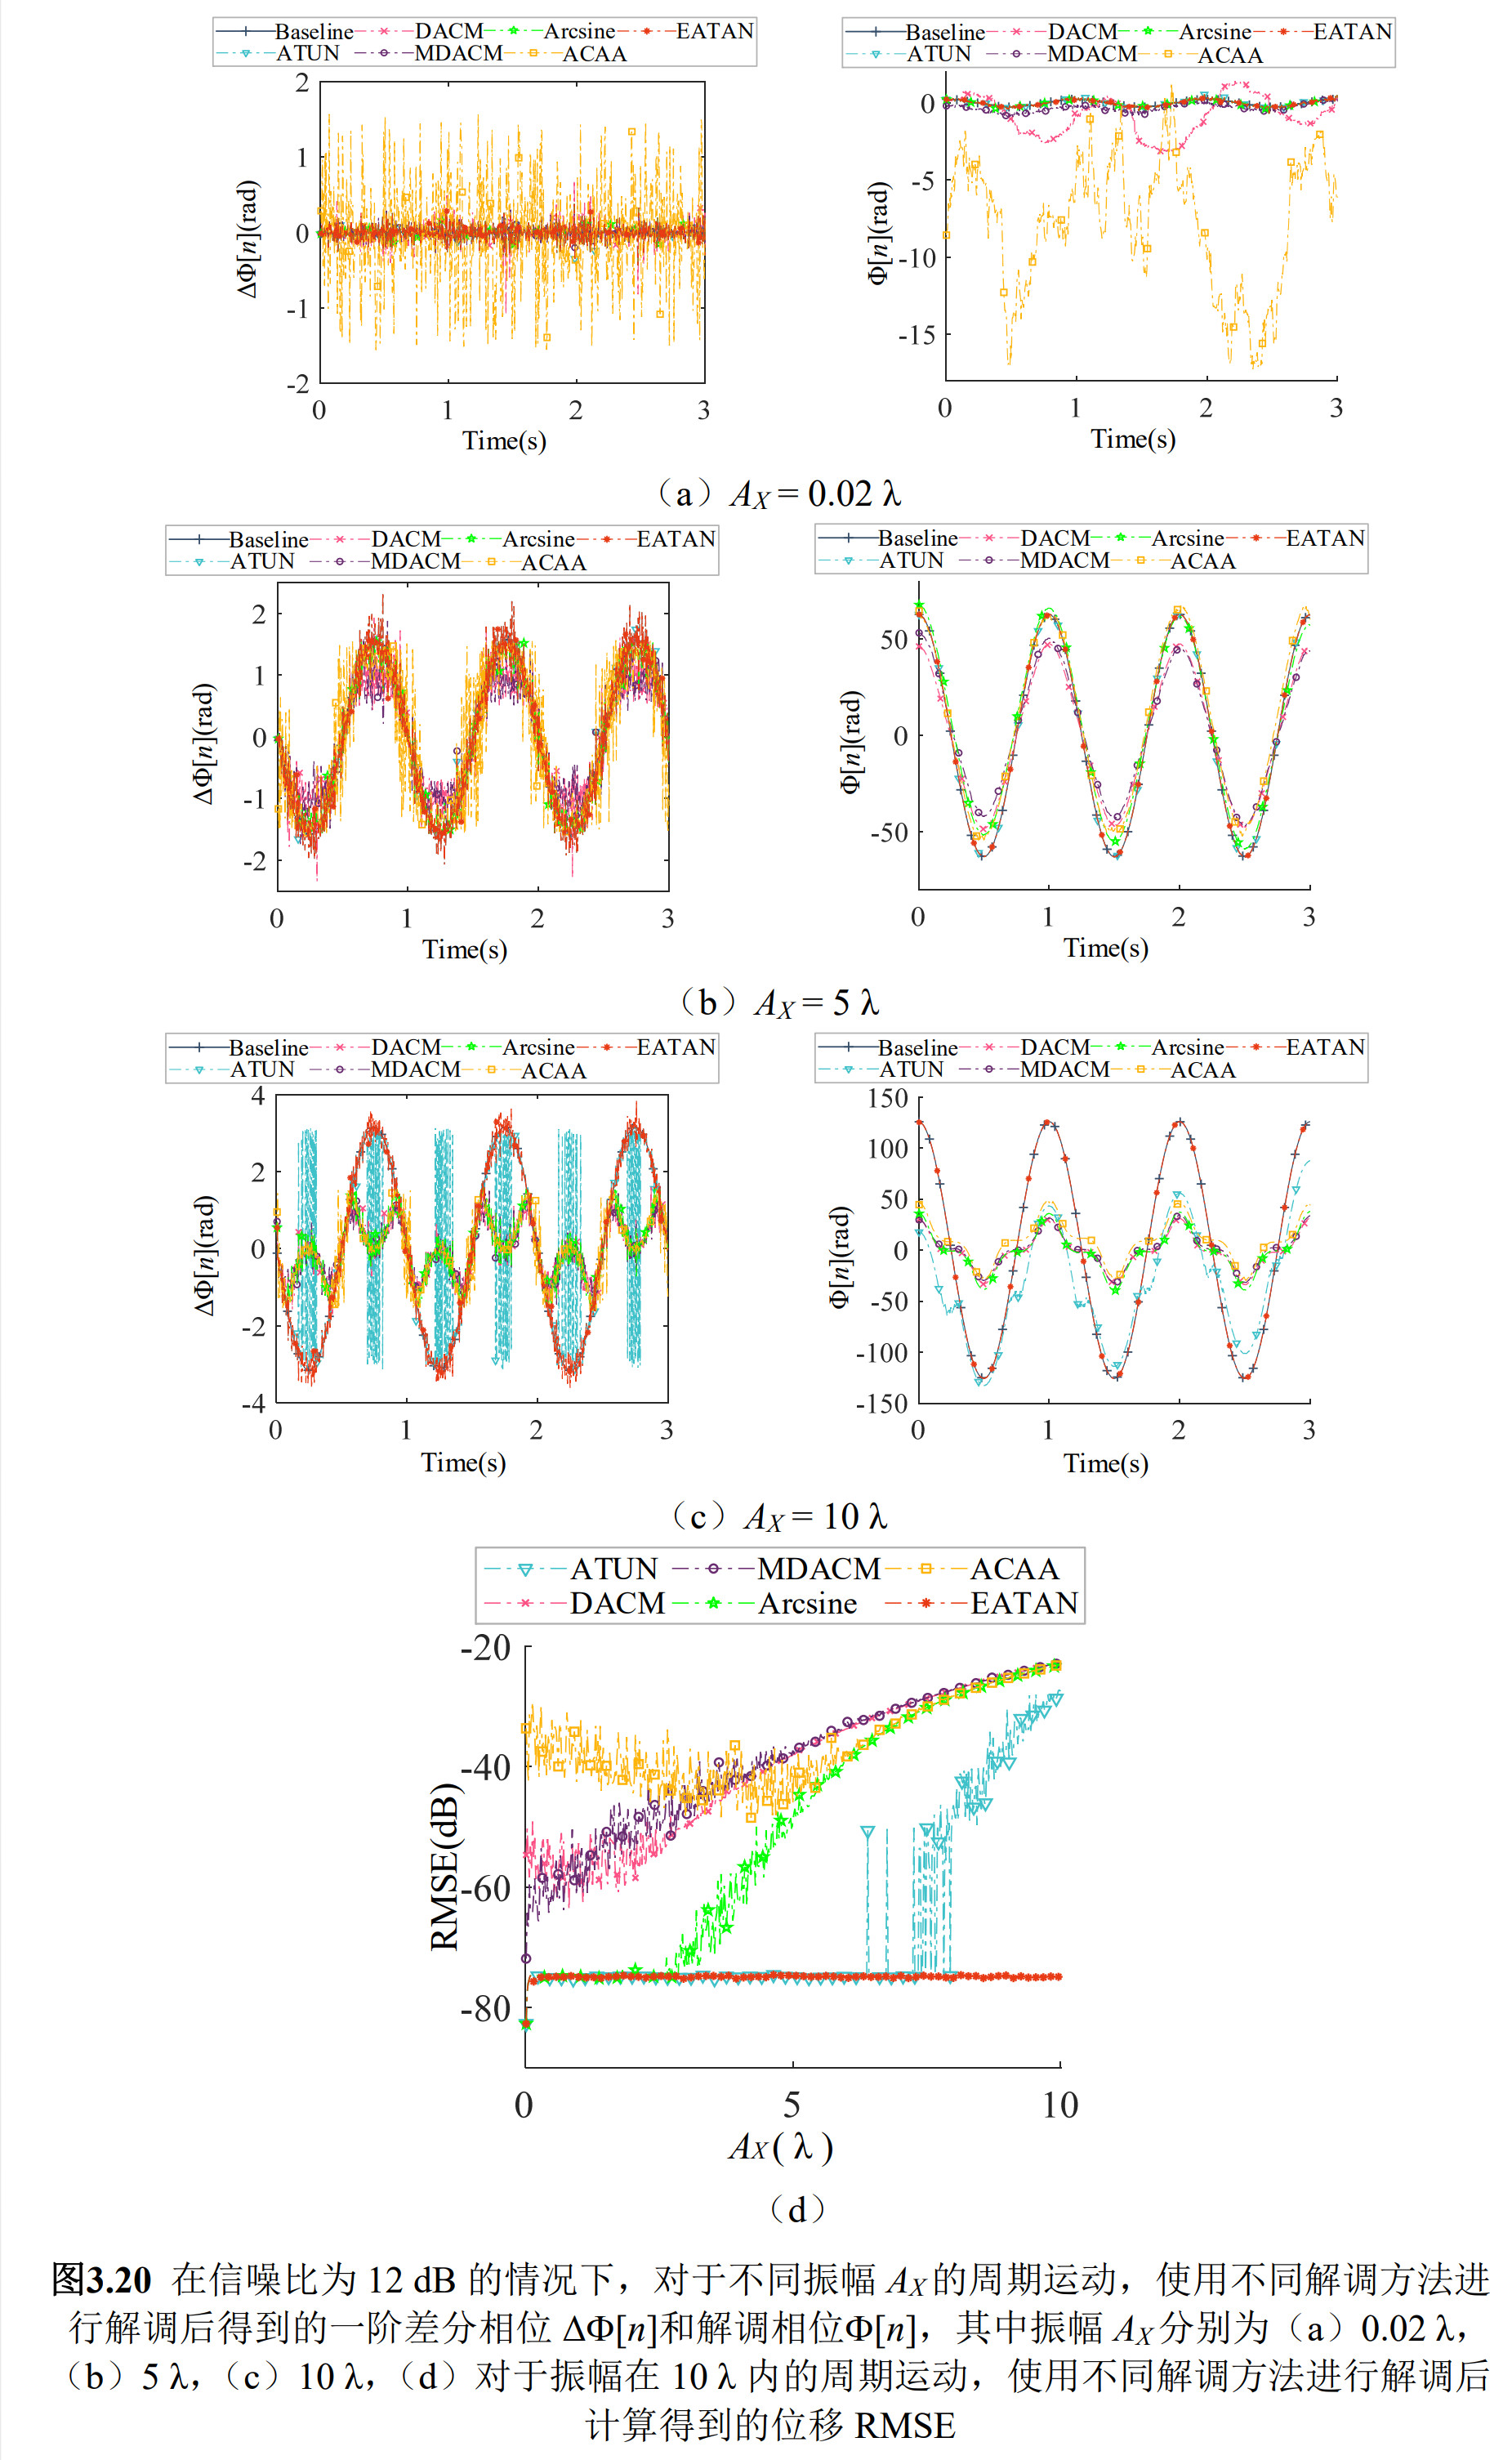 Baseline DACM Arcsine EATAN
ATUN MDACM ACAA
2
1
0
-1
-2
ΔΦ[n](rad)
0 1 2 3
Time(s)
Baseline DACM Arcsine EATAN
ATUN MDACM ACAA
0
-5
-10
-15
Φ[n](rad)
0 1 2 3
Time(s)
（a）AX = 0.02 λ
Baseline DACM Arcsine EATAN
ATUN MDACM ACAA
2
1
0
-1
-2
ΔΦ[n](rad)
0 1 2 3
Time(s)
Baseline DACM Arcsine EATAN
ATUN MDACM ACAA
50
0
-50
Φ[n](rad)
0 1 2 3
Time(s)
（b）AX = 5 λ
Baseline DACM Arcsine EATAN
ATUN MDACM ACAA
4
2
0
-2
-4
ΔΦ[n](rad)
0 1 2 3
Time(s)
Baseline DACM Arcsine EATAN
ATUN MDACM ACAA
150
100
50
0
-50
-100
-150
Φ[n](rad)
0 1 2 3
Time(s)
（c）AX = 10 λ
ATUN MDACM ACAA
DACM Arcsine EATAN
-20
-40
-60
-80
RMSE(dB)
0 5 10
AX(λ)
（d）
图3.20 在信噪比为 12 dB 的情况下，对于不同振幅 AX的周期运动，使用不同解调方法进
行解调后得到的一阶差分相位 ΔΦ[n]和解调相位Φ[n]，其中振幅 AX分别为（a）0.02 λ，
（b）5 λ，（c）10 λ，（d）对于振幅在 10 λ 内的周期运动，使用不同解调方法进行解调后
计算得到的位移 RMSE